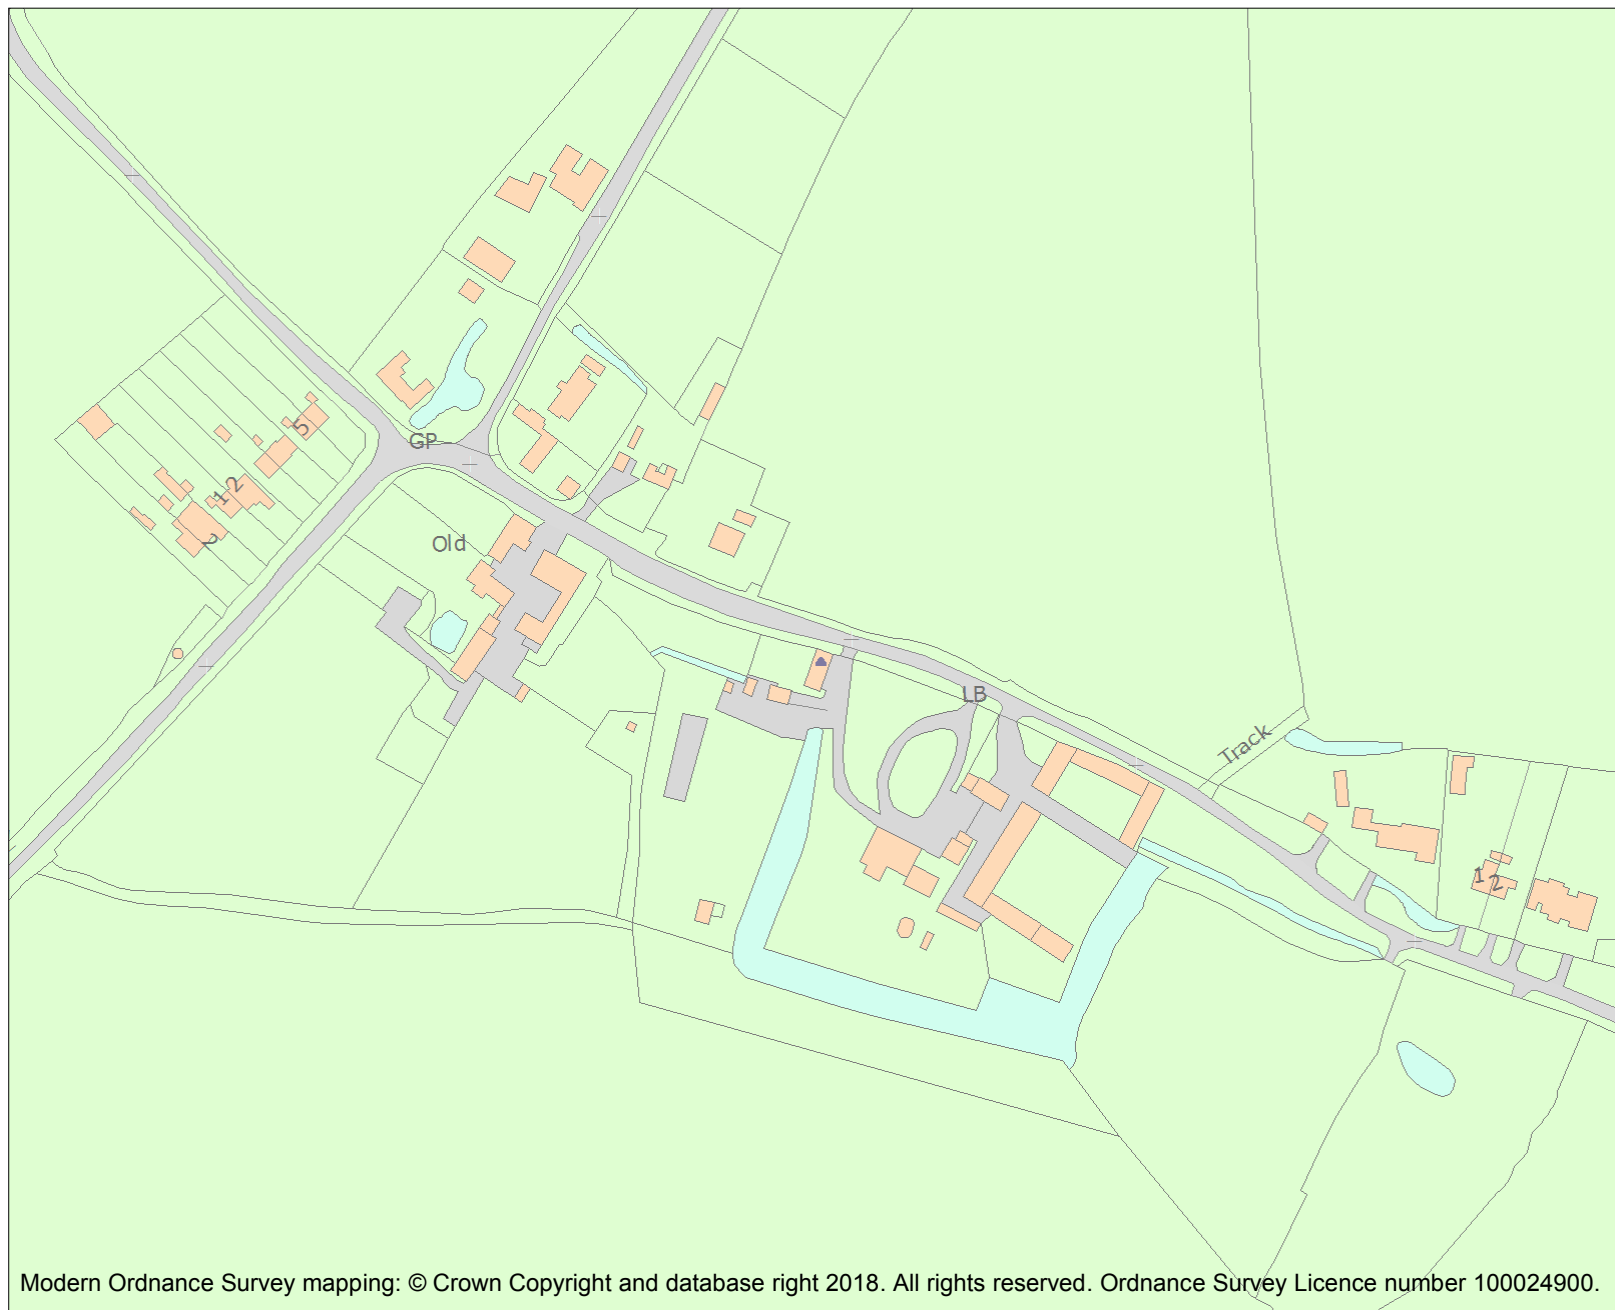 GP
5
1 2
2
Old
LB
Track
1
2
Modern Ordnance Survey mapping: © Crown Copyright and database right 2018. All rights reserved. Ordnance Survey Licence number 100024900.